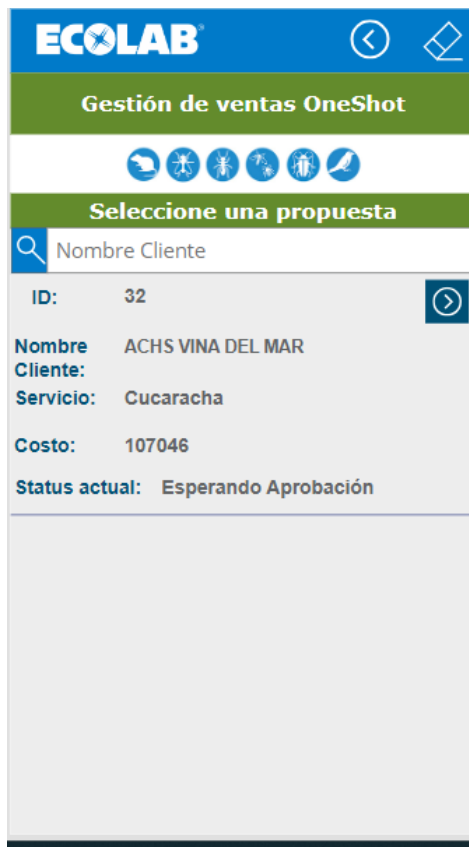 ECOLAB®
Gestión de ventas OneShot
Seleccione una propuesta
Nombre Cliente
ID: 32
Nombre Cliente: ACHS VINA DEL MAR
Servicio: Cucaracha
Costo: 107046
Status actual: Esperando Aprobación